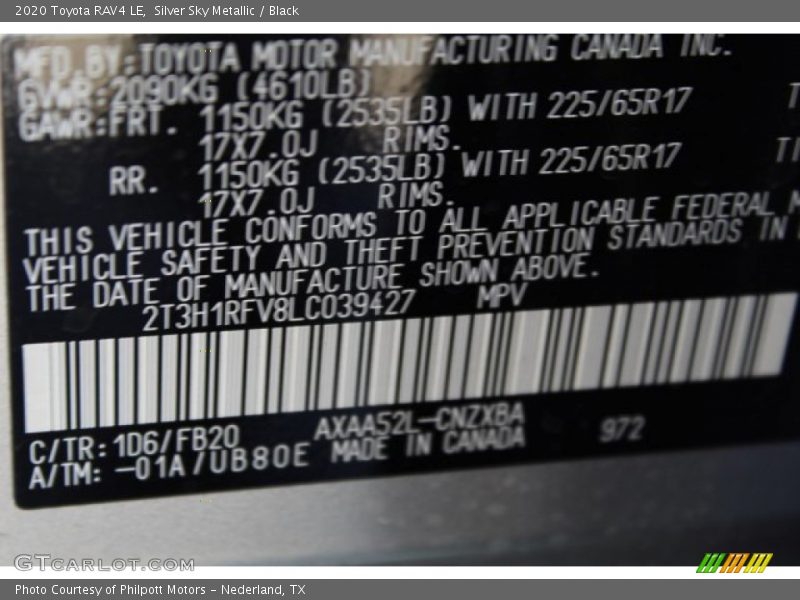 2020 Toyota RAV4 LE, Silver Sky Metallic / Black
MFD.BY:TOYOTA MOTOR MANUFACTURING CANADA INC.
GVWR:2090KG (4610LB)
GAWR:FRT. 1150KG (2535LB) WITH 225/65R17 T
17X7.0J RIMS.
RR. 1150KG (2535LB) WITH 225/65R17 TI
17X7.0J RIMS.
THIS VEHICLE CONFORMS TO ALL APPLICABLE FEDERAL M
VEHICLE SAFETY AND THEFT PREVENTION STANDARDS IN
THE DATE OF MANUFACTURE SHOWN ABOVE.
2T3H1RFV8LC039427 MPV
C/TR:1D6/FB20 AXAA52L-CNZXBA 972
A/TM: -01A/UB80E MADE IN CANADA
GTCARLOT.COM
Photo Courtesy of Philpott Motors - Nederland, TX